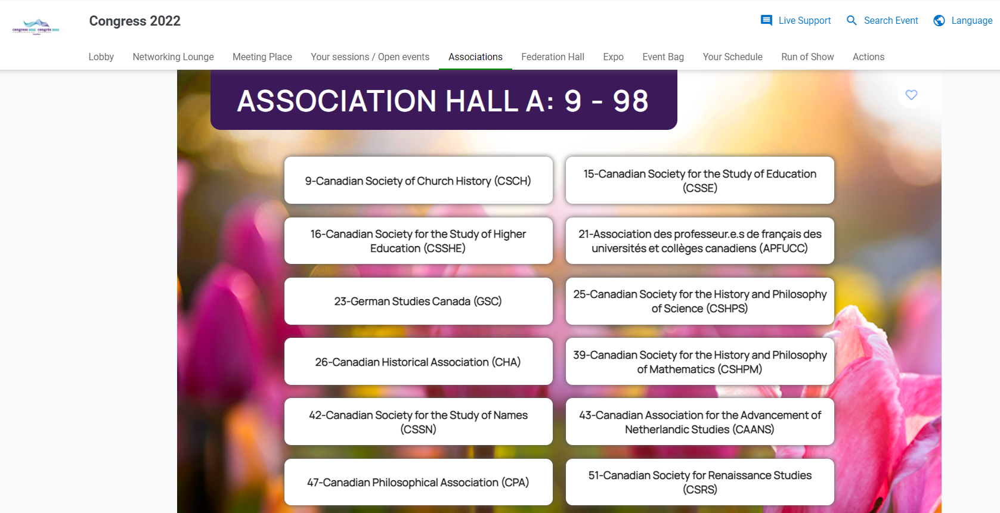 congress 2022 congrès 2022
Congress 2022
Live Support
Search Event
Language
Lobby
Networking Lounge
Meeting Place
Your sessions / Open events
Associations
Federation Hall
Expo
Event Bag
Your Schedule
Run of Show
Actions
ASSOCIATION HALL A: 9 - 98
9-Canadian Society of Church History (CSCH)
15-Canadian Society for the Study of Education
(CSSE)
16-Canadian Society for the Study of Higher
Education (CSSHE)
21-Association des professeur.e.s de français des
universités et collèges canadiens (APFUCC)
23-German Studies Canada (GSC)
25-Canadian Society for the History and Philosophy
of Science (CSHPS)
26-Canadian Historical Association (CHA)
39-Canadian Society for the History and Philosophy
of Mathematics (CSHPM)
42-Canadian Society for the Study of Names
(CSSN)
43-Canadian Association for the Advancement of
Netherlandic Studies (CAANS)
47-Canadian Philosophical Association (CPA)
51-Canadian Society for Renaissance Studies
(CSRS)